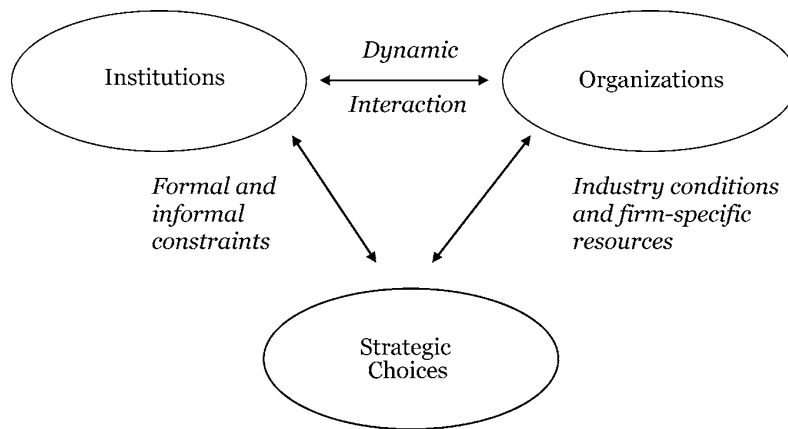 Dynamic
Institutions
Organizations
Interaction
Formal and
informal
constraints
Industry conditions
and firm-specific
resources
Strategic
Choices